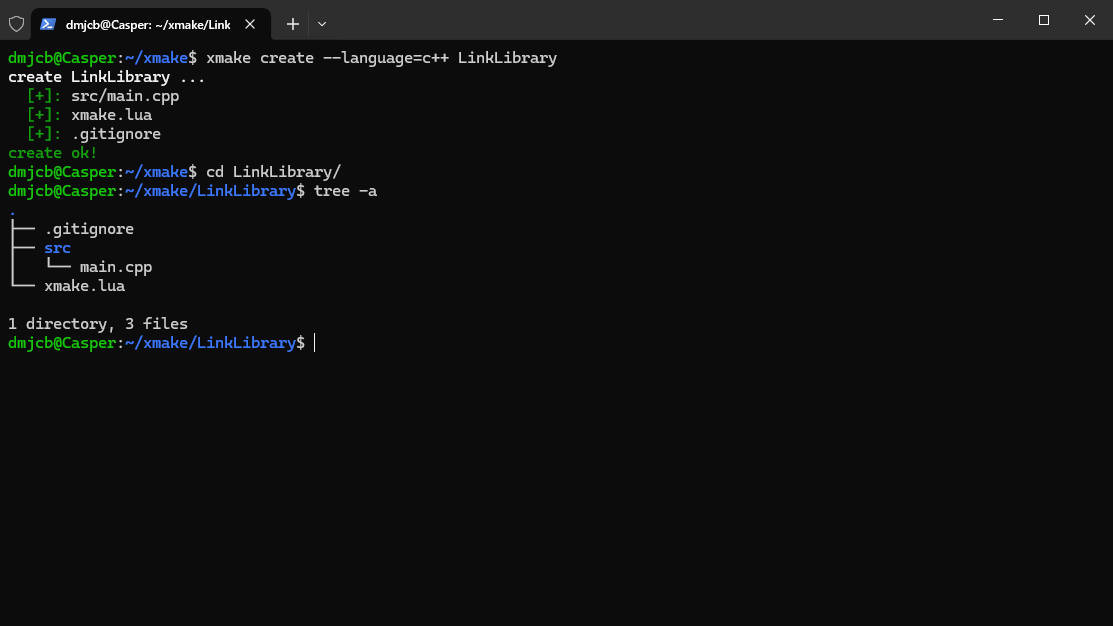 dmjcb@Casper: ~/xmake/Link
dmjcb@Casper:~/xmake$ xmake create --language=c++ LinkLibrary
create LinkLibrary ...
  [+]: src/main.cpp
  [+]: xmake.lua
  [+]: .gitignore
create ok!
dmjcb@Casper:~/xmake$ cd LinkLibrary/
dmjcb@Casper:~/xmake/LinkLibrary$ tree -a
.
├── .gitignore
├── src
│   └── main.cpp
└── xmake.lua
1 directory, 3 files
dmjcb@Casper:~/xmake/LinkLibrary$